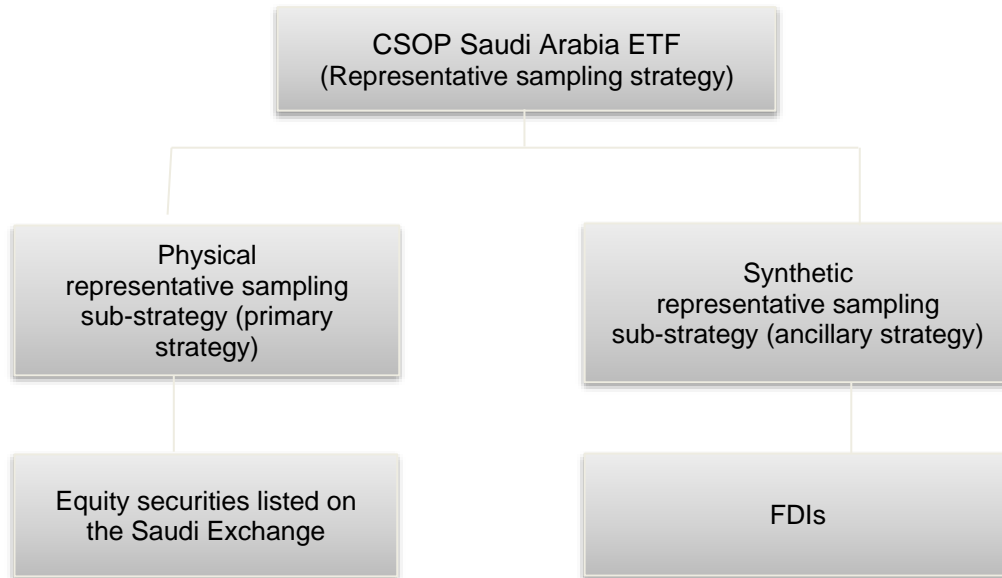 CSOP Saudi Arabia ETF
(Representative sampling strategy)
Physical
representative sampling
sub-strategy (primary
strategy)
Synthetic
representative sampling
sub-strategy (ancillary strategy)
Equity securities listed on
the Saudi Exchange
FDIs